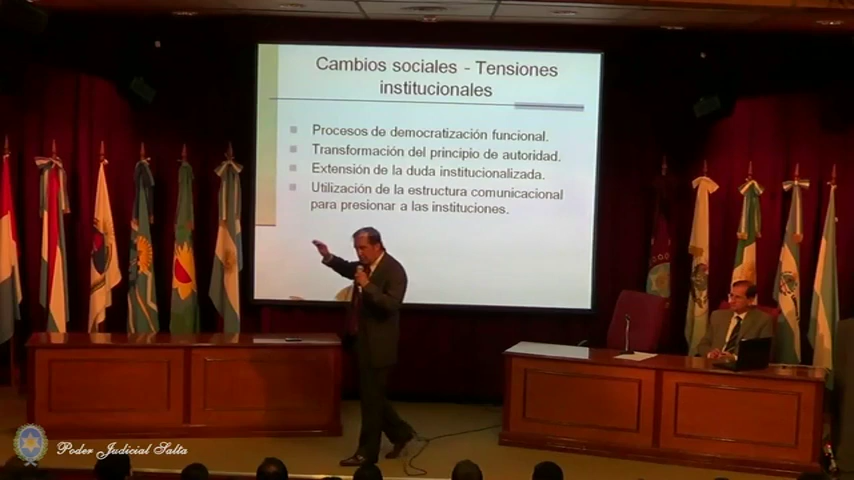 Cambios sociales - Tensiones
institucionales
Procesos de democratización funcional.
Transformación del principio de autoridad.
Extensión de la duda institucionalizada.
Utilización de la estructura comunicacional
para presionar a las instituciones.
Poder Judicial Salta